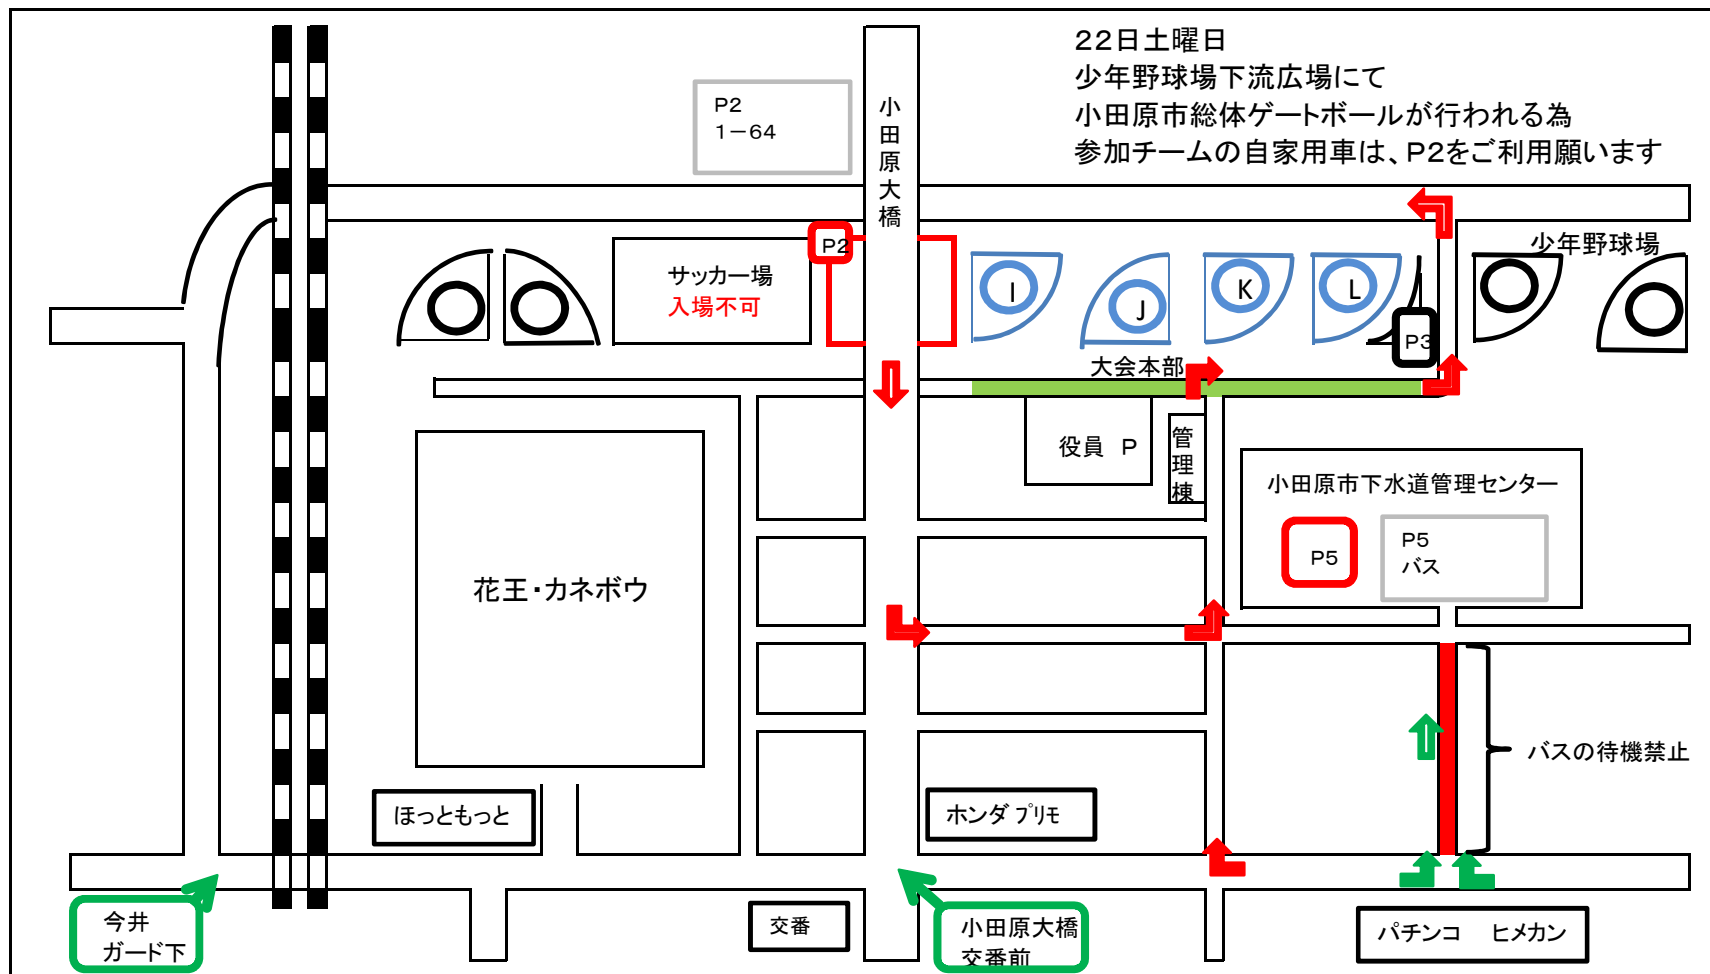 22日土曜日
少年野球場下流広場にて
小田原市総体ゲートボールが行われる為
参加チームの自家用車は、P2をご利用願います
P2
1－64
小田原大橋
P2
サッカー場
入場不可
I
J
K
L
少年野球場
P3
大会本部
役員 P
管理棟
小田原市下水道管理センター
P5
P5
バス
花王・カネボウ
バスの待機禁止
ほっともっと
ホンダ プリモ
今井
ガード下
交番
小田原大橋
交番前
パチンコ ヒメカン